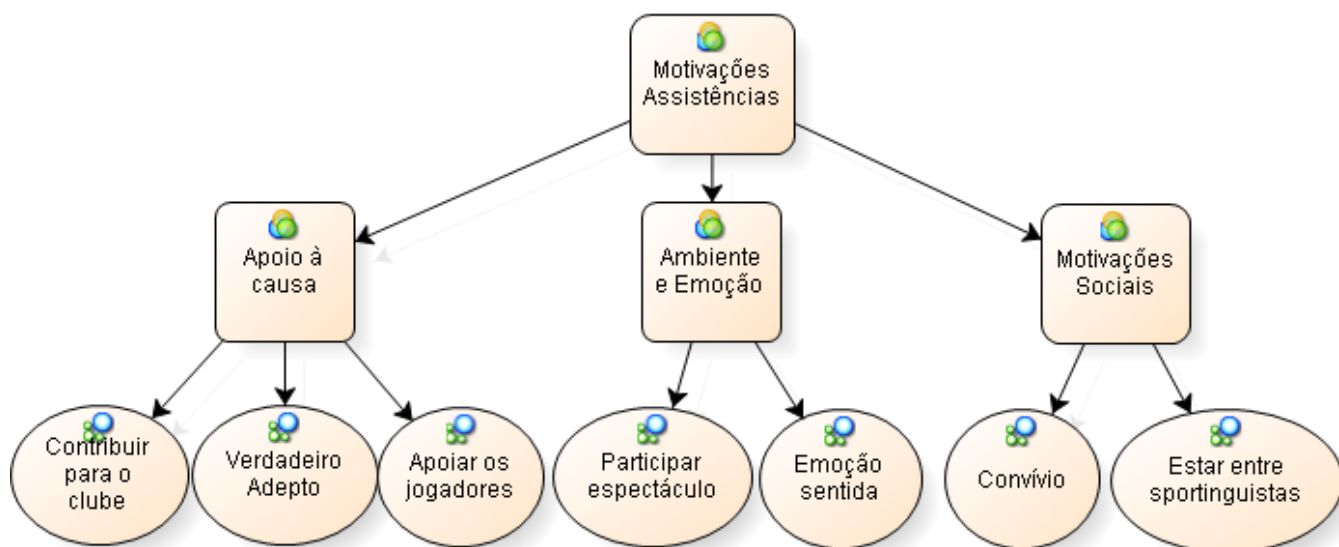 Motivações
Assistências
Apoio à
causa
Ambiente
e Emoção
Motivações
Sociais
Contribuir
para o
clube
Verdadeiro
Adepto
Apoiar os
jogadores
Participar
espectáculo
Emoção
sentida
Convívio
Estar entre
sportinguistas